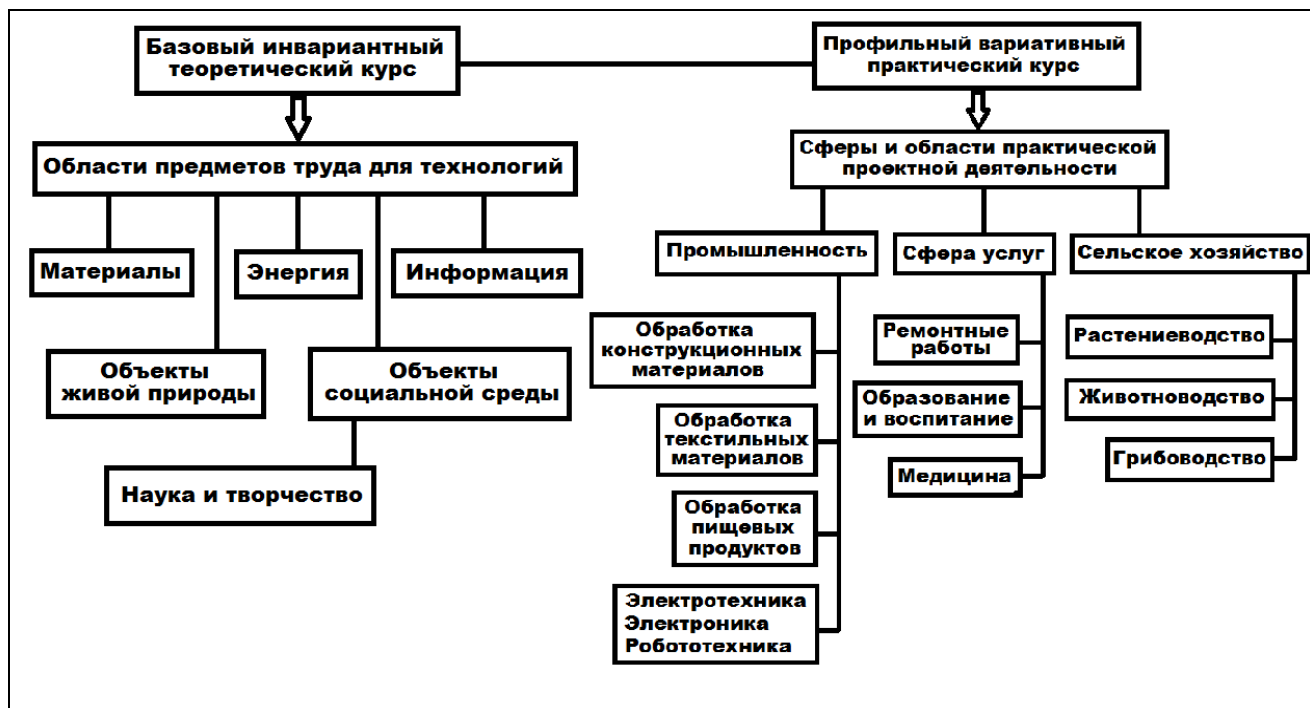 Базовый инвариантный
теоретический курс
Профильный вариативный
практический курс
Области предметов труда для технологий
Сферы и области практической
проектной деятельности
Материалы
Энергия
Информация
Объекты
живой природы
Объекты
социальной среды
Наука и творчество
Промышленность
Сфера услуг
Сельское хозяйство
Обработка
конструкционных
материалов
Обработка
текстильных
материалов
Обработка
пищевых
продуктов
Электротехника
Электроника
Робототехника
Ремонтные
работы
Образование
и воспитание
Медицина
Растениеводство
Животноводство
Грибоводство